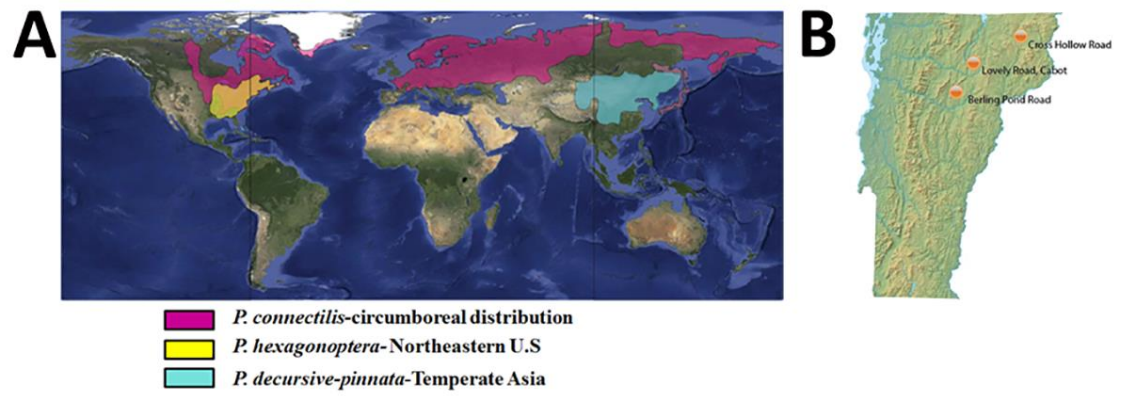 A
B
Cross Hollow Road
Lovely Road, Cabot
Berling Pond Road
P. connectilis-circumboreal distribution
P. hexagonoptera- Northeastern U.S
P. decursive-pinnata-Temperate Asia